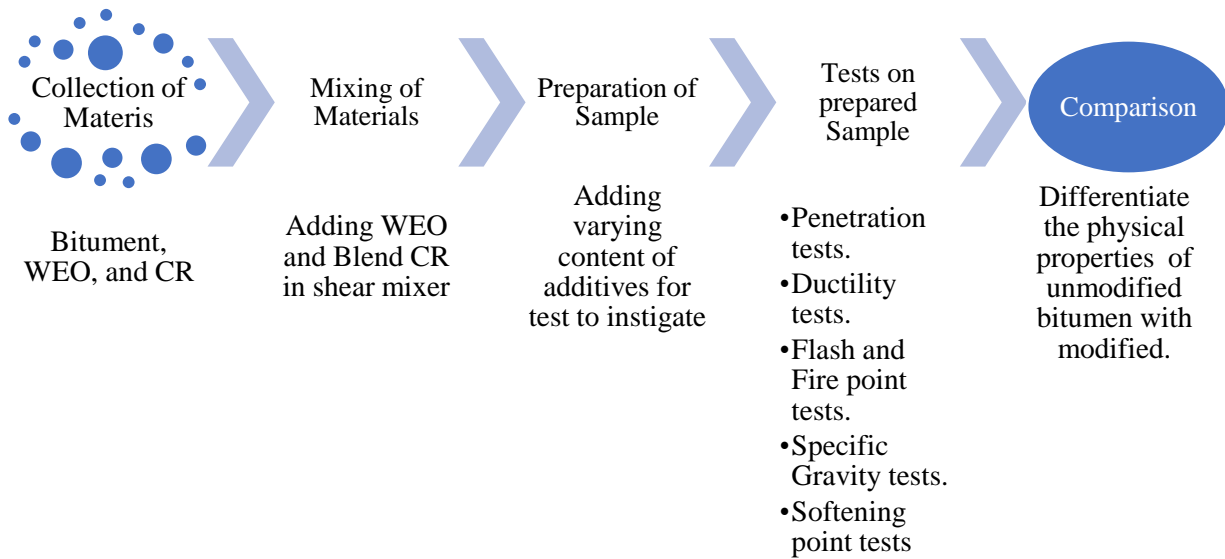 Collection of
Materis
Bitument,
WEO, and CR
Mixing of
Materials
Adding WEO
and Blend CR
in shear mixer
Preparation of
Sample
Adding
varying
content of
additives for
test to instigate
Tests on
prepared
Sample
•Penetration
tests.
•Ductility
tests.
•Flash and
Fire point
tests.
•Specific
Gravity tests.
•Softening
point tests
Comparison
Differentiate
the physical
properties of
unmodified
bitumen with
modified.